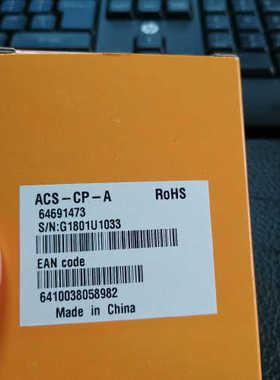 ACS-CP-A RoHS
64691473
S/N:G1801U1033
EAN code
6410038058982
Made in China